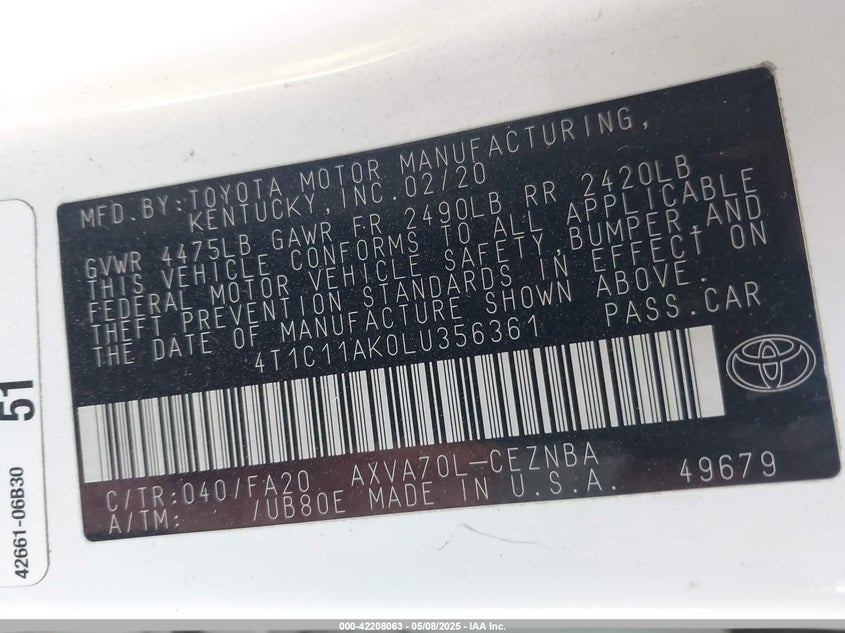 MFD.BY:TOYOTA MOTOR MANUFACTURING,
KENTUCKY,INC.02/20
GVWR 4475LB GAWR FR 2490LB RR 2420LB
THIS VEHICLE CONFORMS TO ALL APPLICABLE
FEDERAL MOTOR VEHICLE SAFETY,BUMPER,AND
THEFT PREVENTION STANDARDS IN EFFECT ON
THE DATE OF MANUFACTURE SHOWN ABOVE.
4T1C11AK0LU356361 PASS.CAR
C/TR:040/FA20 AXVA70L-CEZNBA
A/TM: /UB80E MADE IN U.S.A. 49679
51
42661-06B30
000-42208063 - 05/08/2025 - IAA Inc.